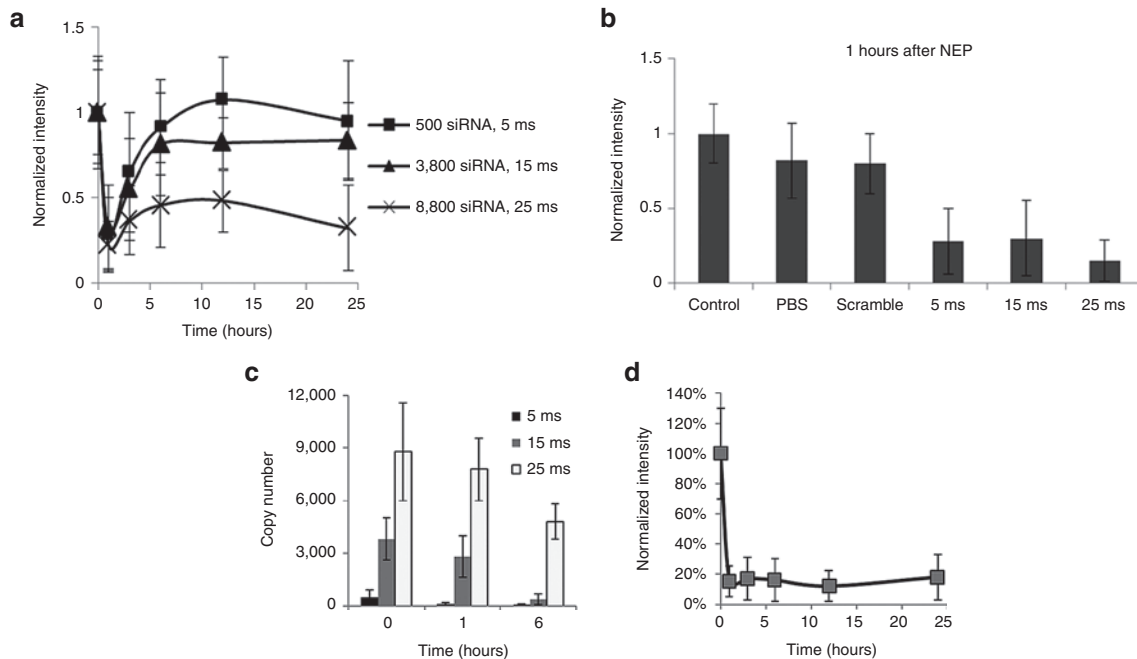 a
1.5
1
0.5
0
Normalized intensity
0 5 10 15 20 25
Time (hours)
500 siRNA, 5 ms
3,800 siRNA, 15 ms
8,800 siRNA, 25 ms
b
1 hours after NEP
1.5
1
0.5
0
Normalized intensity
Control PBS Scramble 5 ms 15 ms 25 ms
c
12,000
9,000
6,000
3,000
0
Copy number
5 ms
15 ms
25 ms
0 1 6
Time (hours)
d
140%
120%
100%
80%
60%
40%
20%
0%
Normalized intensity
0 5 10 15 20 25
Time (hours)